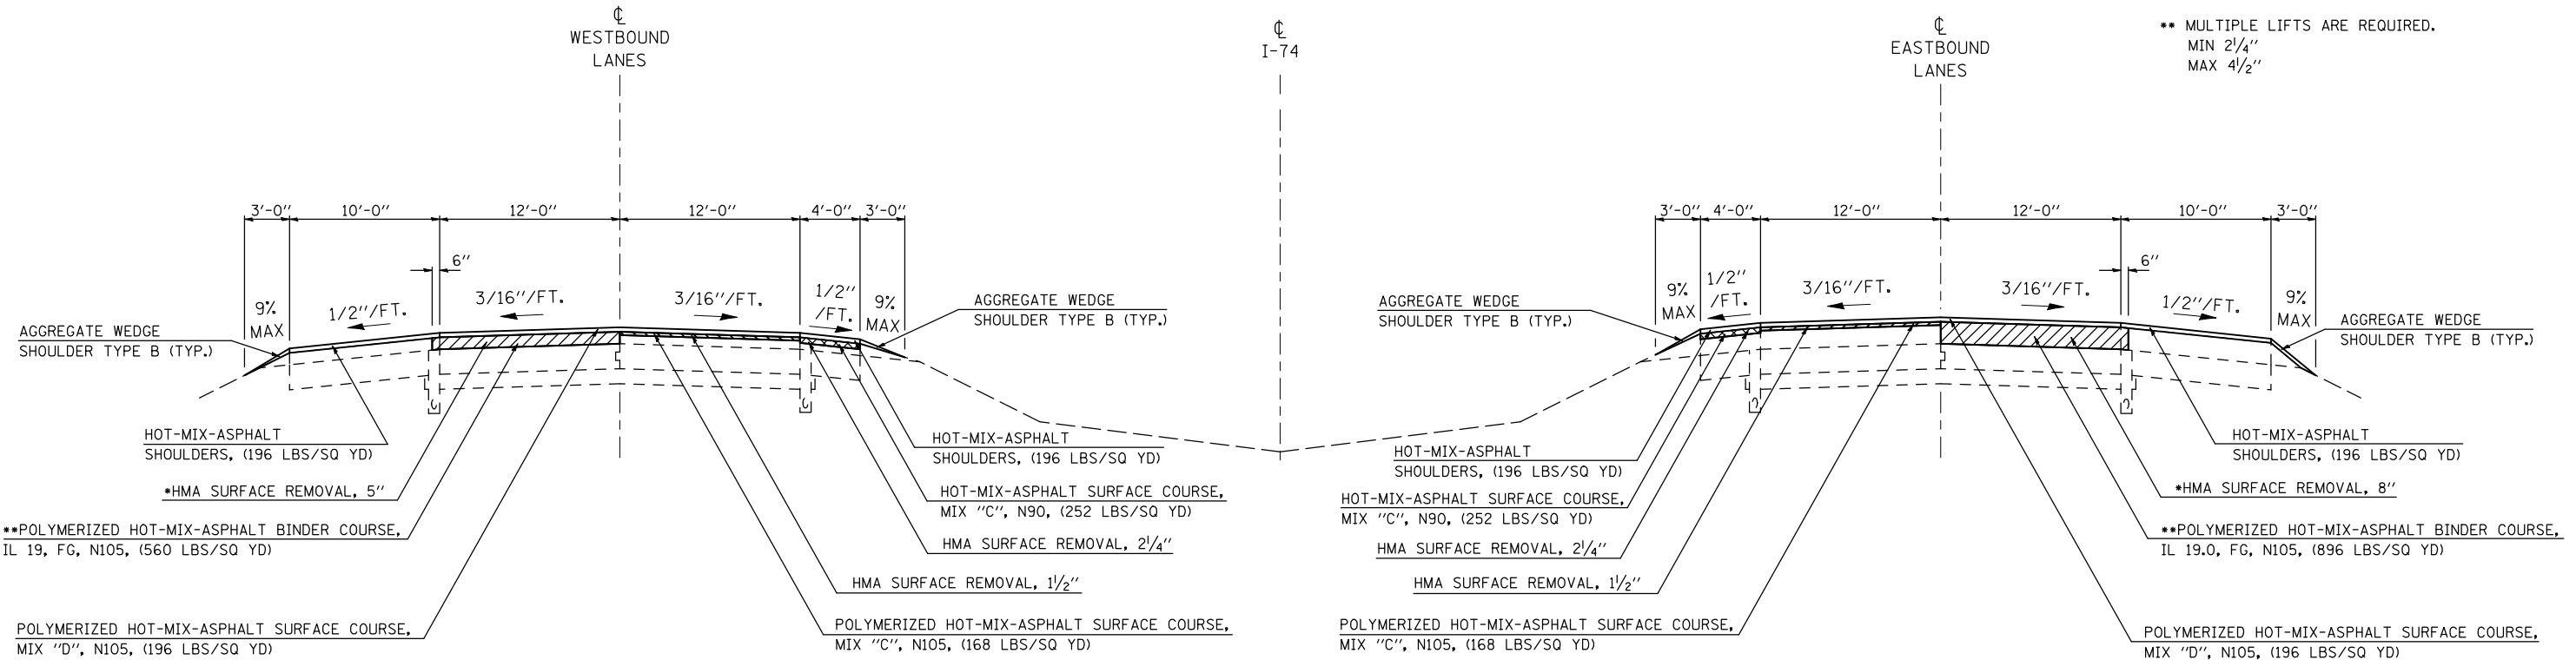 ℄
WESTBOUND
LANES
℄
I-74
℄
EASTBOUND
LANES
** MULTIPLE LIFTS ARE REQUIRED.
MIN 2 1/4"
MAX 4 1/2"
3'-0" 10'-0" 12'-0" 12'-0" 4'-0" 3'-0"
3'-0" 4'-0" 12'-0" 12'-0" 10'-0" 3'-0"
6"
9%
MAX
1/2"/FT.
3/16"/FT.
3/16"/FT.
1/2"
/FT.
9%
MAX
AGGREGATE WEDGE
SHOULDER TYPE B (TYP.)
AGGREGATE WEDGE
SHOULDER TYPE B (TYP.)
6"
9%
MAX
1/2"
/FT.
3/16"/FT.
3/16"/FT.
1/2"/FT.
9%
MAX
AGGREGATE WEDGE
SHOULDER TYPE B (TYP.)
AGGREGATE WEDGE
SHOULDER TYPE B (TYP.)
HOT-MIX-ASPHALT
SHOULDERS, (196 LBS/SQ YD)
*HMA SURFACE REMOVAL, 5"
**POLYMERIZED HOT-MIX-ASPHALT BINDER COURSE,
IL 19, FG, N105, (560 LBS/SQ YD)
POLYMERIZED HOT-MIX-ASPHALT SURFACE COURSE,
MIX "D", N105, (196 LBS/SQ YD)
HOT-MIX-ASPHALT
SHOULDERS, (196 LBS/SQ YD)
HOT-MIX-ASPHALT SURFACE COURSE,
MIX "C", N90, (252 LBS/SQ YD)
HMA SURFACE REMOVAL, 2 1/4"
HMA SURFACE REMOVAL, 1 1/2"
POLYMERIZED HOT-MIX-ASPHALT SURFACE COURSE,
MIX "C", N105, (168 LBS/SQ YD)
HOT-MIX-ASPHALT
SHOULDERS, (196 LBS/SQ YD)
HOT-MIX-ASPHALT SURFACE COURSE,
MIX "C", N90, (252 LBS/SQ YD)
HMA SURFACE REMOVAL, 2 1/4"
HMA SURFACE REMOVAL, 1 1/2"
POLYMERIZED HOT-MIX-ASPHALT SURFACE COURSE,
MIX "C", N105, (168 LBS/SQ YD)
HOT-MIX-ASPHALT
SHOULDERS, (196 LBS/SQ YD)
*HMA SURFACE REMOVAL, 8"
**POLYMERIZED HOT-MIX-ASPHALT BINDER COURSE,
IL 19.0, FG, N105, (896 LBS/SQ YD)
POLYMERIZED HOT-MIX-ASPHALT SURFACE COURSE,
MIX "D", N105, (196 LBS/SQ YD)